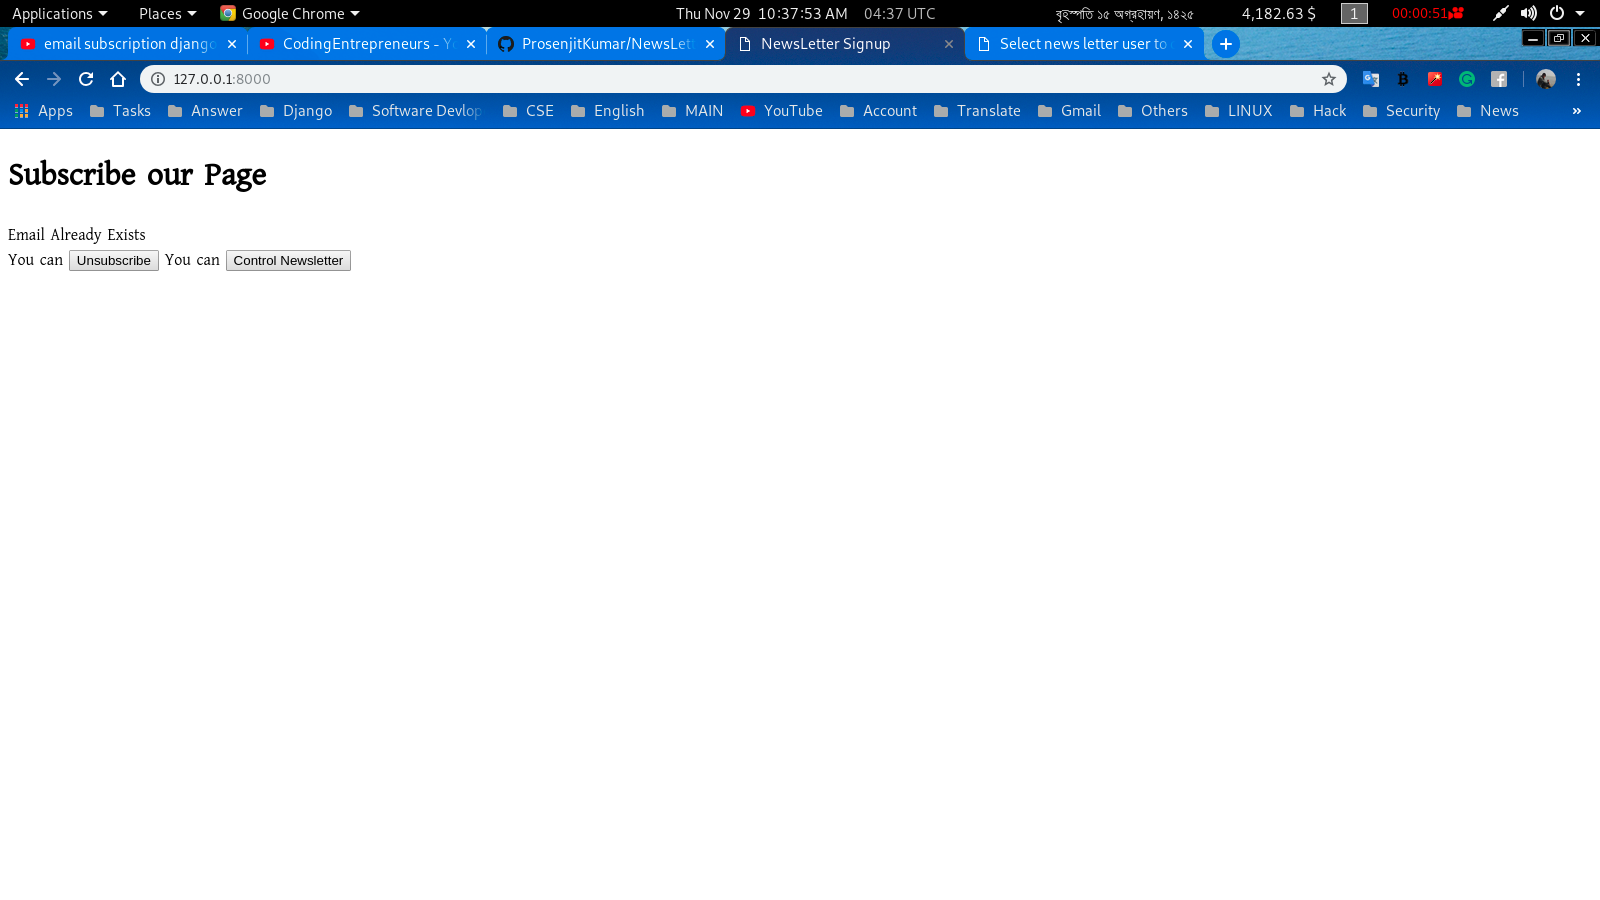 Applications Places Google Chrome Thu Nov 29 10:37:53 AM 04:37 UTC বৃহস্পতি ১৫ অগ্রহায়ণ, ১৪২৫ 4,182.63 $ 1 00:00:51
email subscription django CodingEntrepreneurs - Yo ProsenjitKumar/NewsLett NewsLetter Signup Select news letter user to
127.0.0.1:8000
Apps Tasks Answer Django Software Devlop CSE English MAIN YouTube Account Translate Gmail Others LINUX Hack Security News »
Subscribe our Page
Email Already Exists
You can Unsubscribe You can Control Newsletter